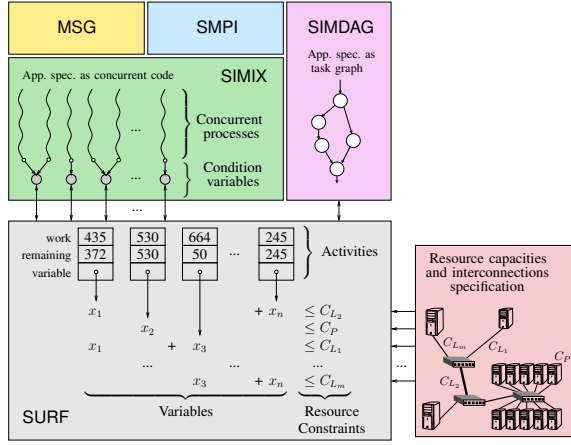 MSG
SMPI
SIMDAG
App. spec. as
task graph
App. spec. as concurrent code
SIMIX
...
Concurrent
processes
...
Condition
variables
...
work 435 530 664 245
remaining 372 530 50 ... 245
variable
Activities
x1 + xn ≤ CL2
x2 ≤ CP
x1 + x3 ≤ CL1
... ... ...
x3 + xn ≤ CLm
Variables
Resource
Constraints
SURF
...
Resource capacities
and interconnections
specification
CLm
CL1
CL2
CP